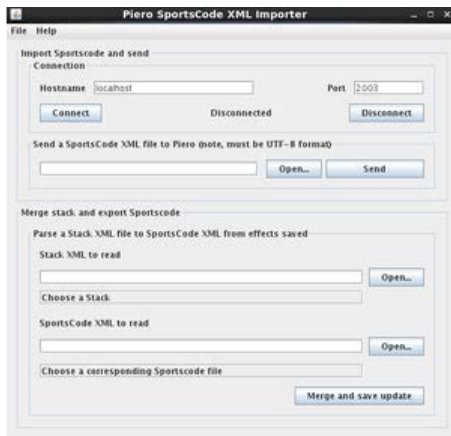 Piero SportsCode XML Importer
File Help
Import Sportscode and send
Connection
Hostname localhost Port 2003
Connect Disconnected Disconnect
Send a SportsCode XML file to Piero (note, must be UTF-8 format)
Open... Send
Merge stack and export Sportscode
Parse a Stack XML file to SportsCode XML from effects saved
Stack XML to read
Open...
Choose a Stack
SportsCode XML to read
Open...
Choose a corresponding Sportscode file
Merge and save update